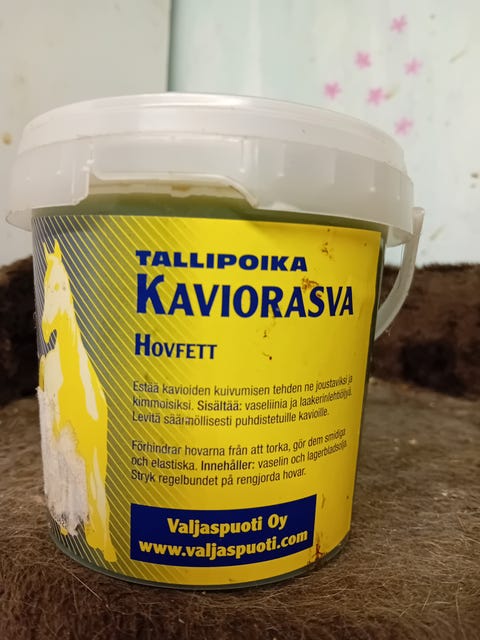 TALLIPOIKA
KAVIORASVA
HOVFETT
Estää kavioiden kuivumisen tehden ne joustaviksi ja
kimmoisiksi. Sisältää: vaseliinia ja laakerinlehtiöljyä.
Levitä säännöllisesti puhdistetuille kavioille.
Förhindrar hovarna från att torka, gör dem smidiga
och elastiska. Innehåller: vaselin och lagerbladsolja.
Stryk regelbundet på rengjorda hovar.
Valjaspuoti Oy
www.valjaspuoti.com